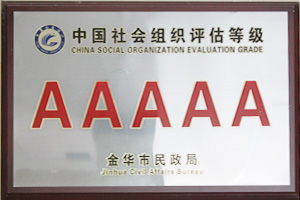 中国社会组织评估等级
CHINA SOCIAL ORGANIZATION EVALUATION GRADE
AAAAA
金华市民政局
Jinhua Civil Affairs Bureau